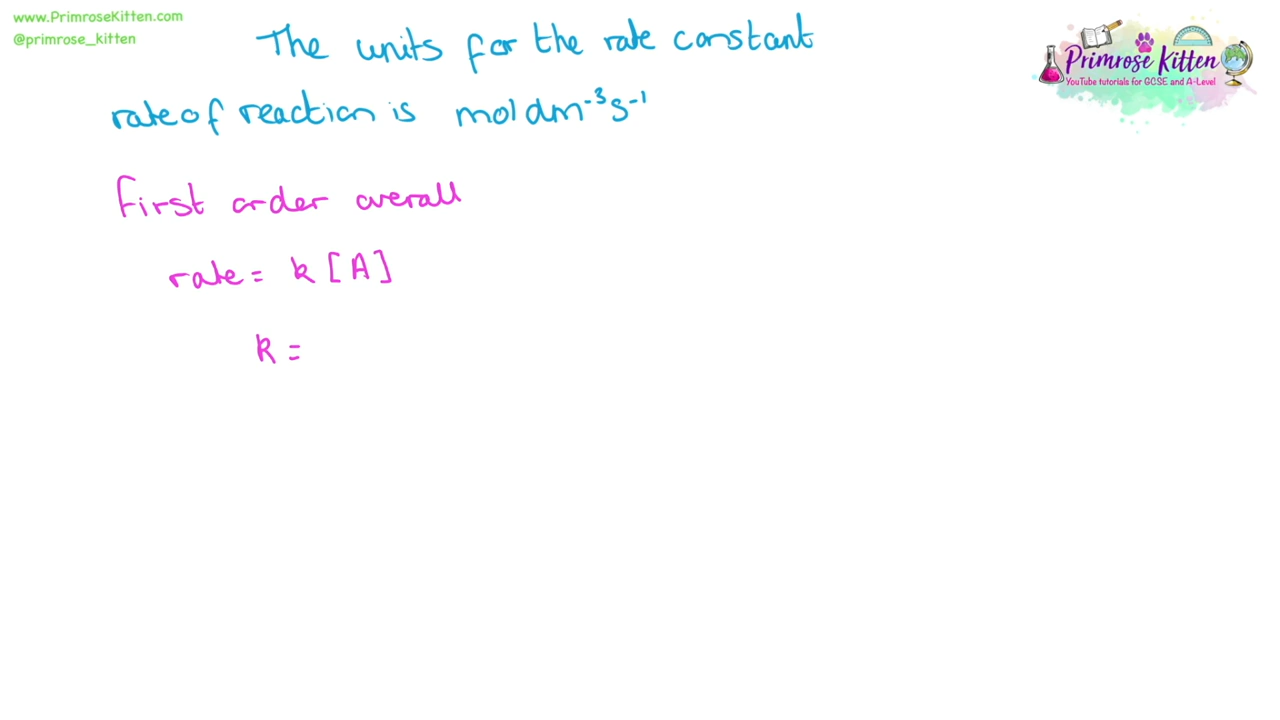 www.PrimroseKitten.com
@primrose_kitten
The units for the rate constant
Primrose Kitten
YouTube tutorials for GCSE and A-Level
rate of reaction is mol dm⁻³s⁻¹
First order overall
rate = k [A]
k =